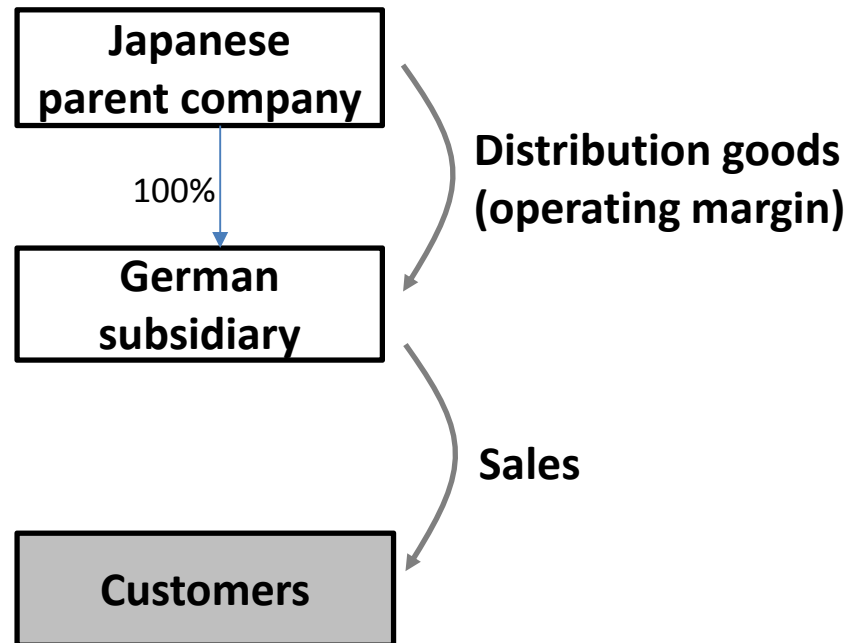 Japanese
parent company
Distribution goods
(operating margin)
100%
German
subsidiary
Sales
Customers